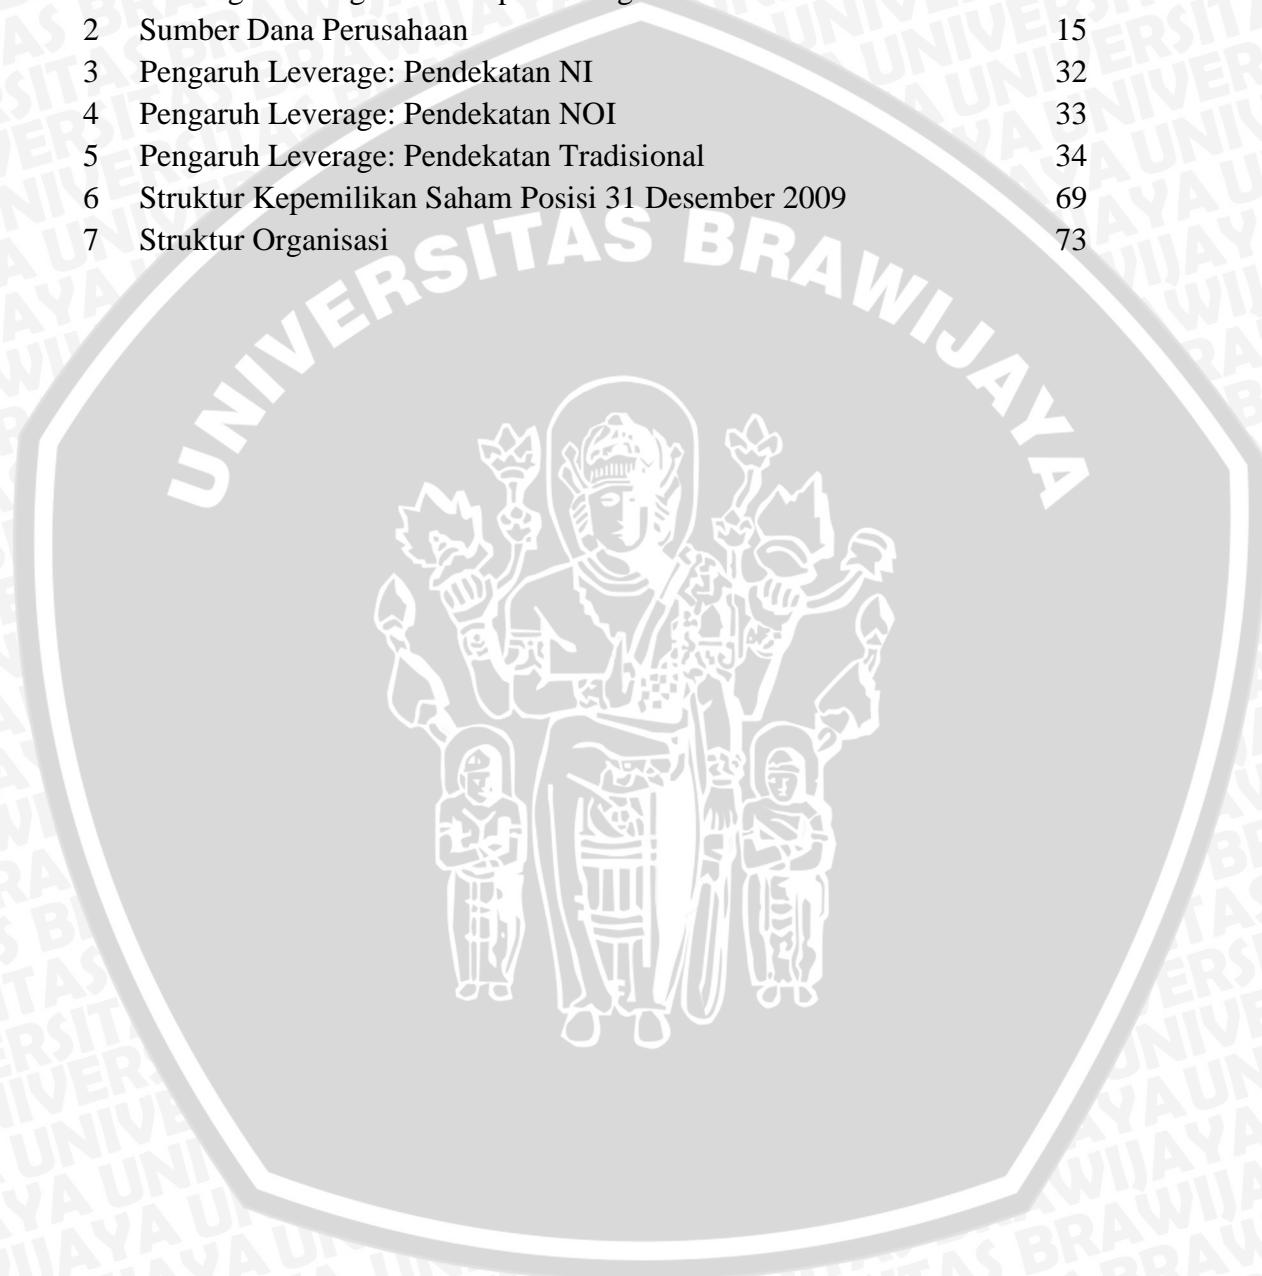 2 Sumber Dana Perusahaan 15
3 Pengaruh Leverage: Pendekatan NI 32
4 Pengaruh Leverage: Pendekatan NOI 33
5 Pengaruh Leverage: Pendekatan Tradisional 34
6 Struktur Kepemilikan Saham Posisi 31 Desember 2009 69
7 Struktur Organisasi 73
UNIVERSITAS BRAWIJAYA